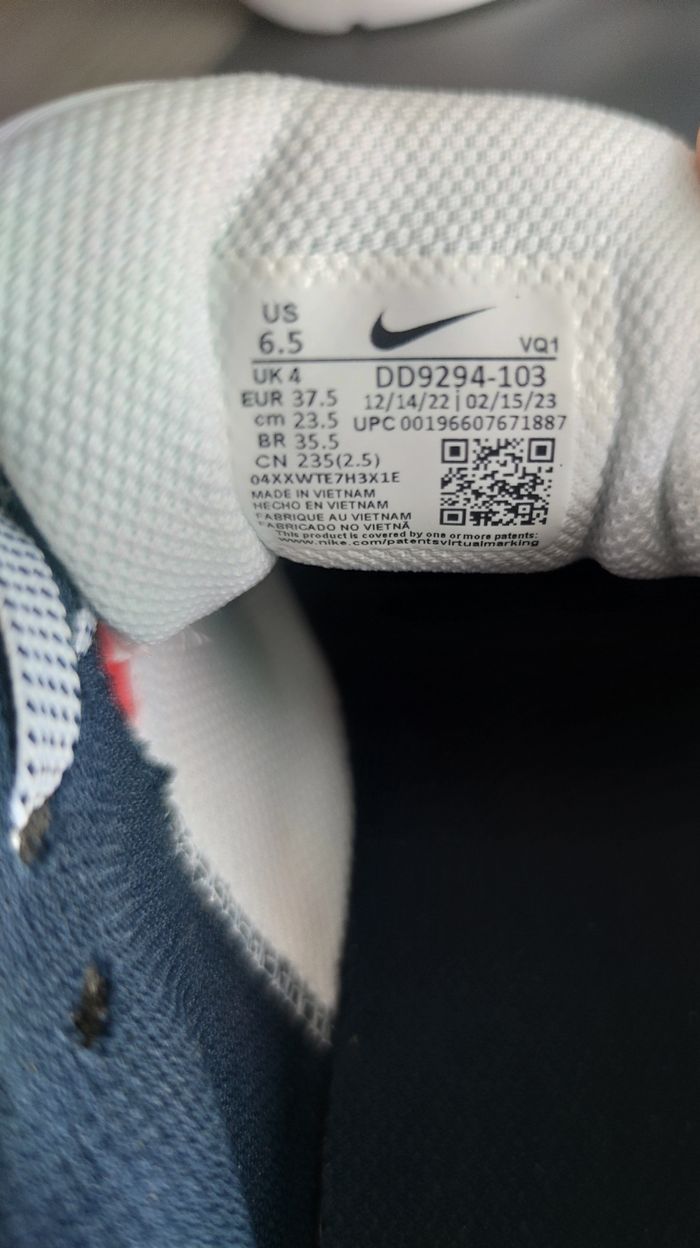 US
6.5
VQ1
UK 4
DD9294-103
EUR 37.5
12/14/22 | 02/15/23
cm 23.5
UPC 00196607671887
BR 35.5
CN 235(2.5)
04XXWTE7H3X1E
MADE IN VIETNAM
HECHO EN VIETNAM
FABRIQUE AU VIETNAM
FABRICADO NO VIETNÃ
This product is covered by one or more patents:
www.nike.com/patentsvirtualmarking